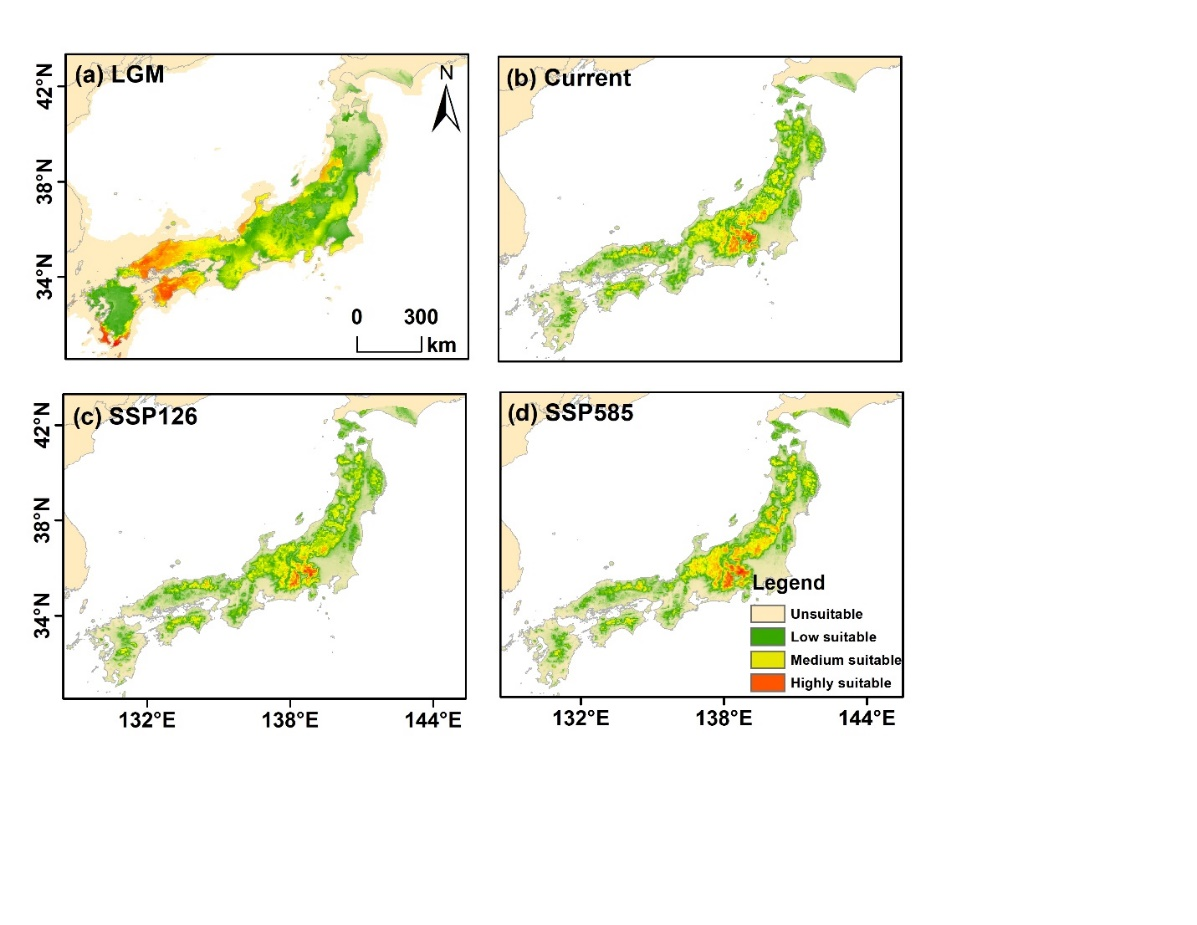 (a) LGM
N
42°N
38°N
34°N
0 300
km
(b) Current
(c) SSP126
42°N
38°N
34°N
132°E 138°E 144°E
(d) SSP585
Legend
Unsuitable
Low suitable
Medium suitable
Highly suitable
132°E 138°E 144°E